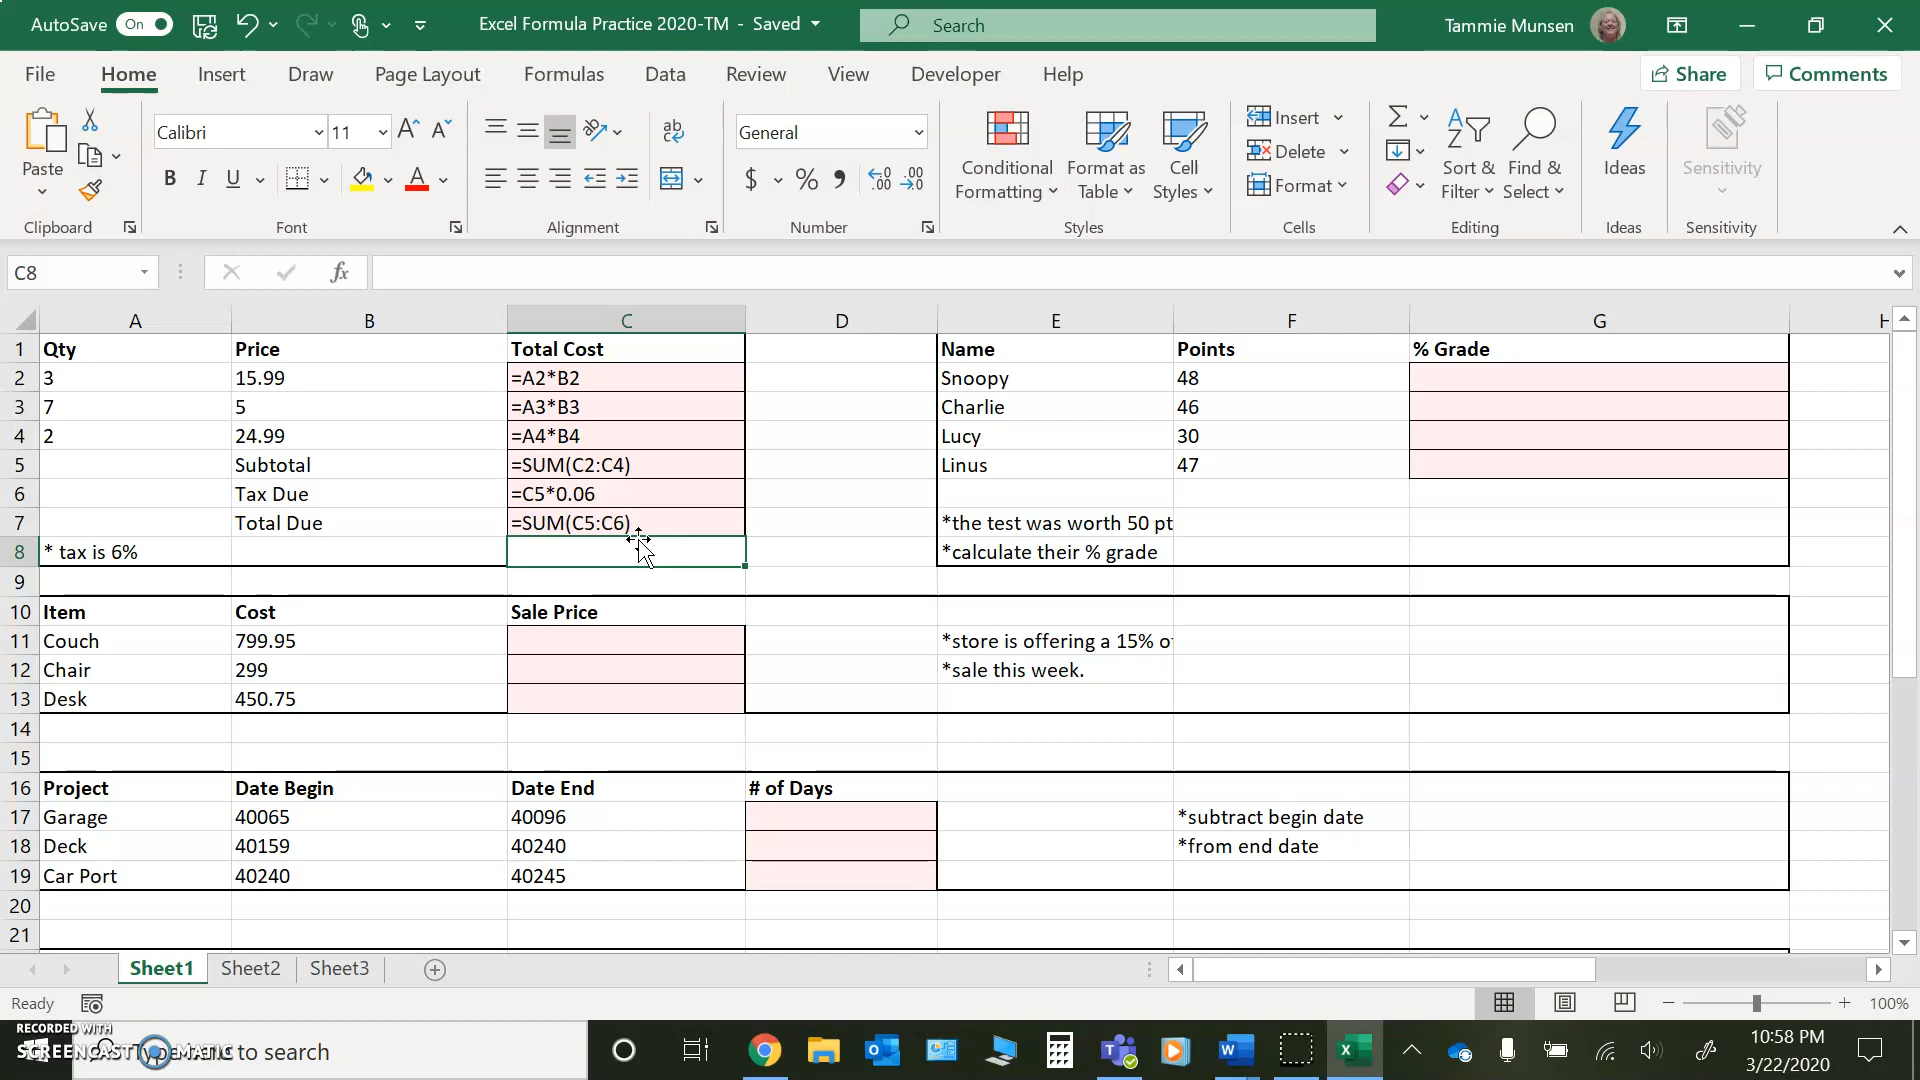 AutoSave On Excel Formula Practice 2020-TM - Saved Search Tammie Munsen
File Home Insert Draw Page Layout Formulas Data Review View Developer Help Share Comments
Paste
Clipboard
Calibri 11
B I U
Font
ab
Alignment
General
$ % 9 .00 .00
Number
Conditional Formatting
Format as Table
Cell Styles
Styles
Insert
Delete
Format
Cells
Sort & Filter
Find & Select
Editing
Ideas
Ideas
Sensitivity
Sensitivity
C8 fx
A B C D E F G H
1 Qty Price Total Cost Name Points % Grade
2 3 15.99 =A2*B2 Snoopy 48
3 7 5 =A3*B3 Charlie 46
4 2 24.99 =A4*B4 Lucy 30
5 Subtotal =SUM(C2:C4) Linus 47
6 Tax Due =C5*0.06
7 Total Due =SUM(C5:C6) *the test was worth 50 pt
8 * tax is 6% *calculate their % grade
9
10 Item Cost Sale Price
11 Couch 799.95 *store is offering a 15% o
12 Chair 299 *sale this week.
13 Desk 450.75
14
15
16 Project Date Begin Date End # of Days
17 Garage 40065 40096 *subtract begin date
18 Deck 40159 40240 *from end date
19 Car Port 40240 40245
20
21
Sheet1 Sheet2 Sheet3
Ready 100%
RECORDED WITH
SCREENCAST MATIC
to search
10:58 PM
3/22/2020